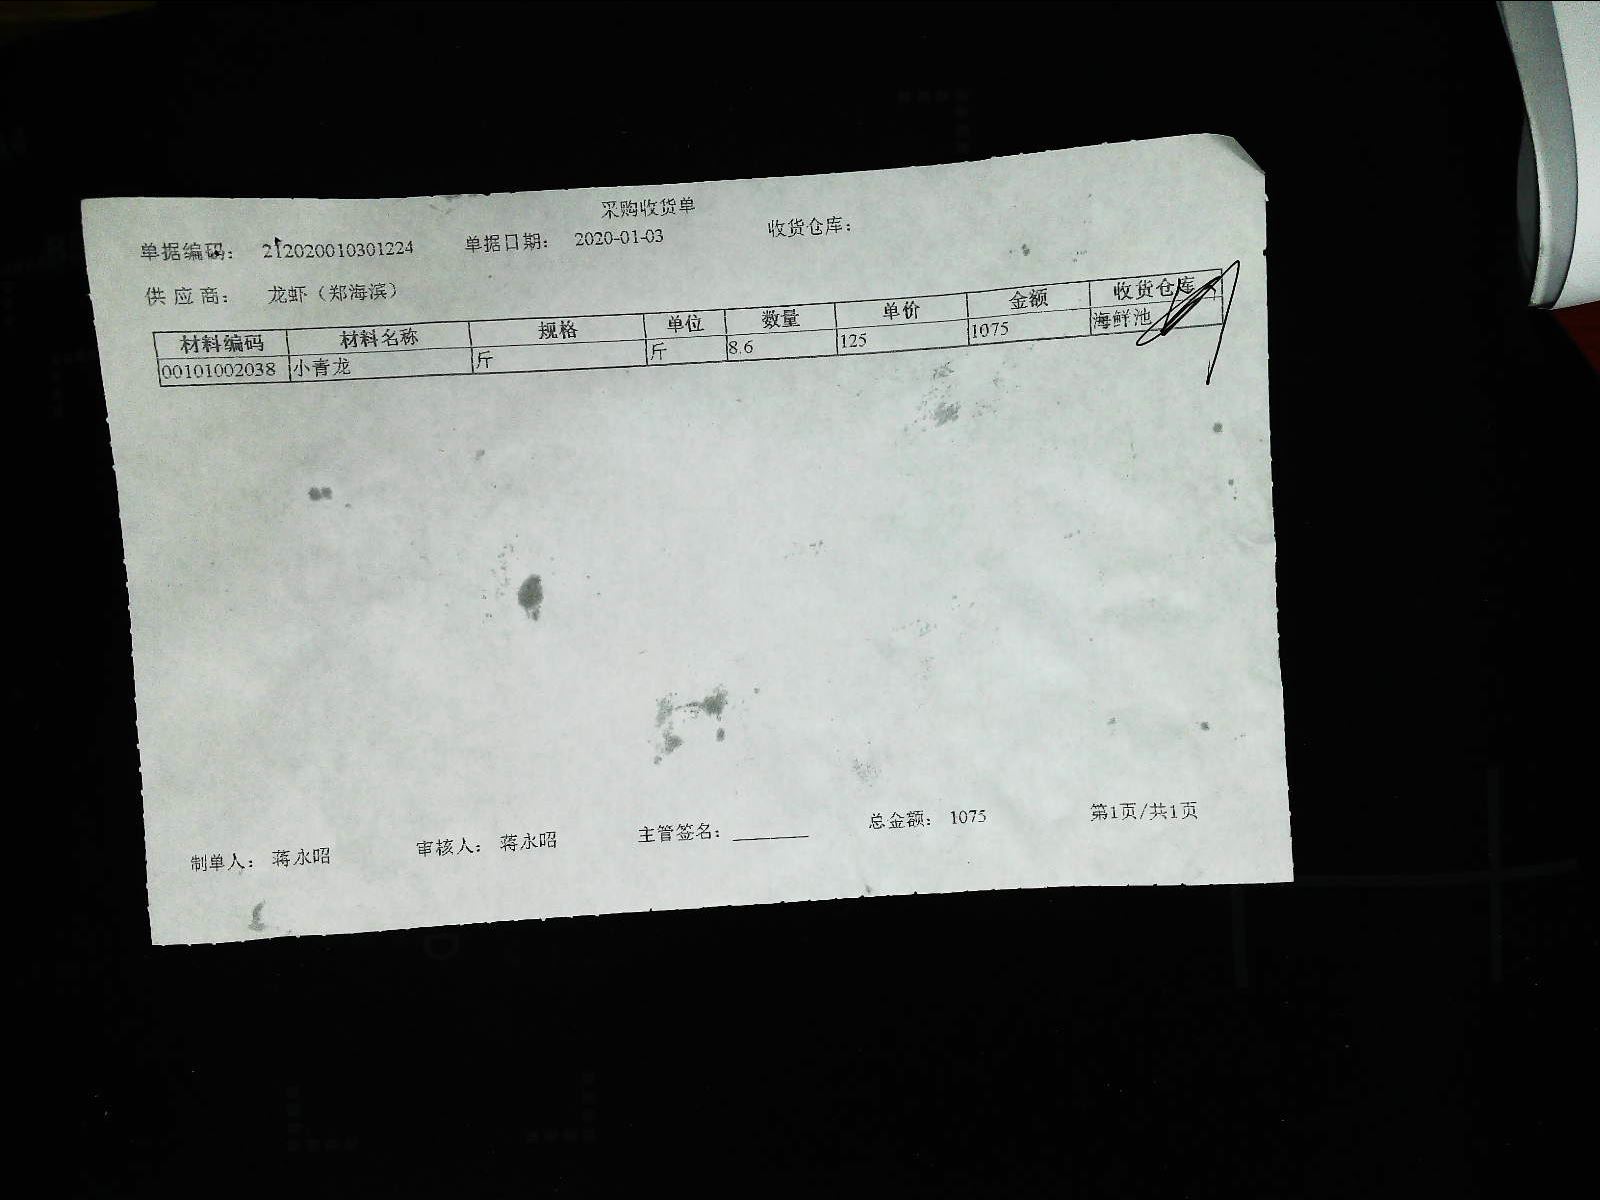 采购收货单
单据编码： 212020010301224 单据日期： 2020-01-03 收货仓库：
供应商： 龙虾（郑海滨）
材料编码 材料名称 规格 单位 数量 单价 金额 收货仓库
00101002038 小青龙 斤 斤 8.6 125 1075 海鲜池
制单人： 蒋永昭 审核人： 蒋永昭 主管签名：________ 总金额： 1075 第1页/共1页